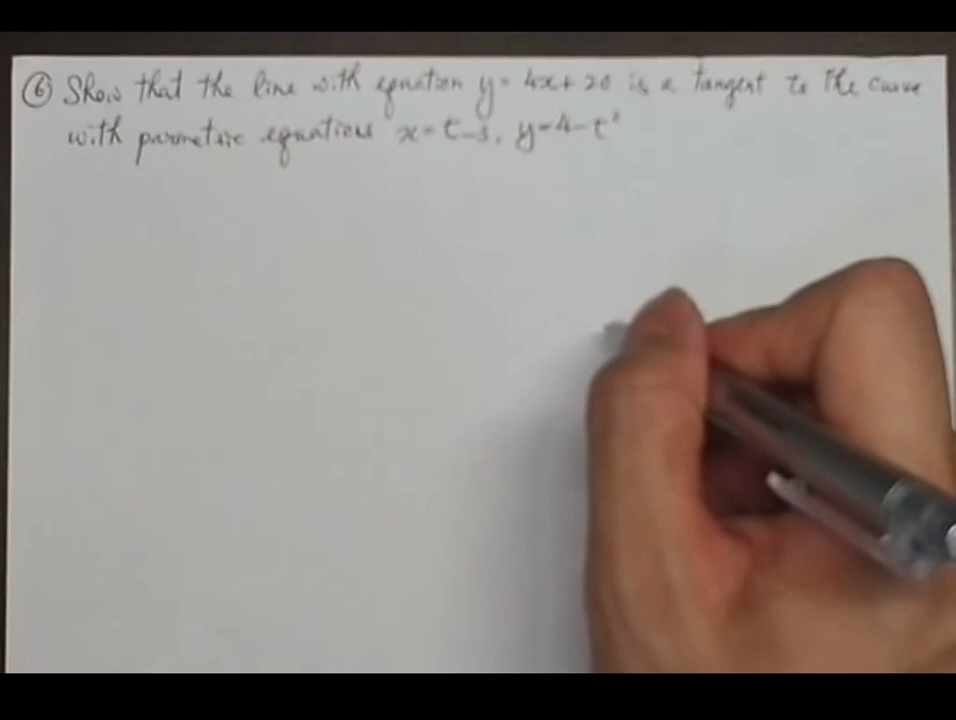 ⑥ Show that the line with equation y = 4x + 20 is a tangent to the curve
with parmetric equations x = t - 3, y = 4 - t²